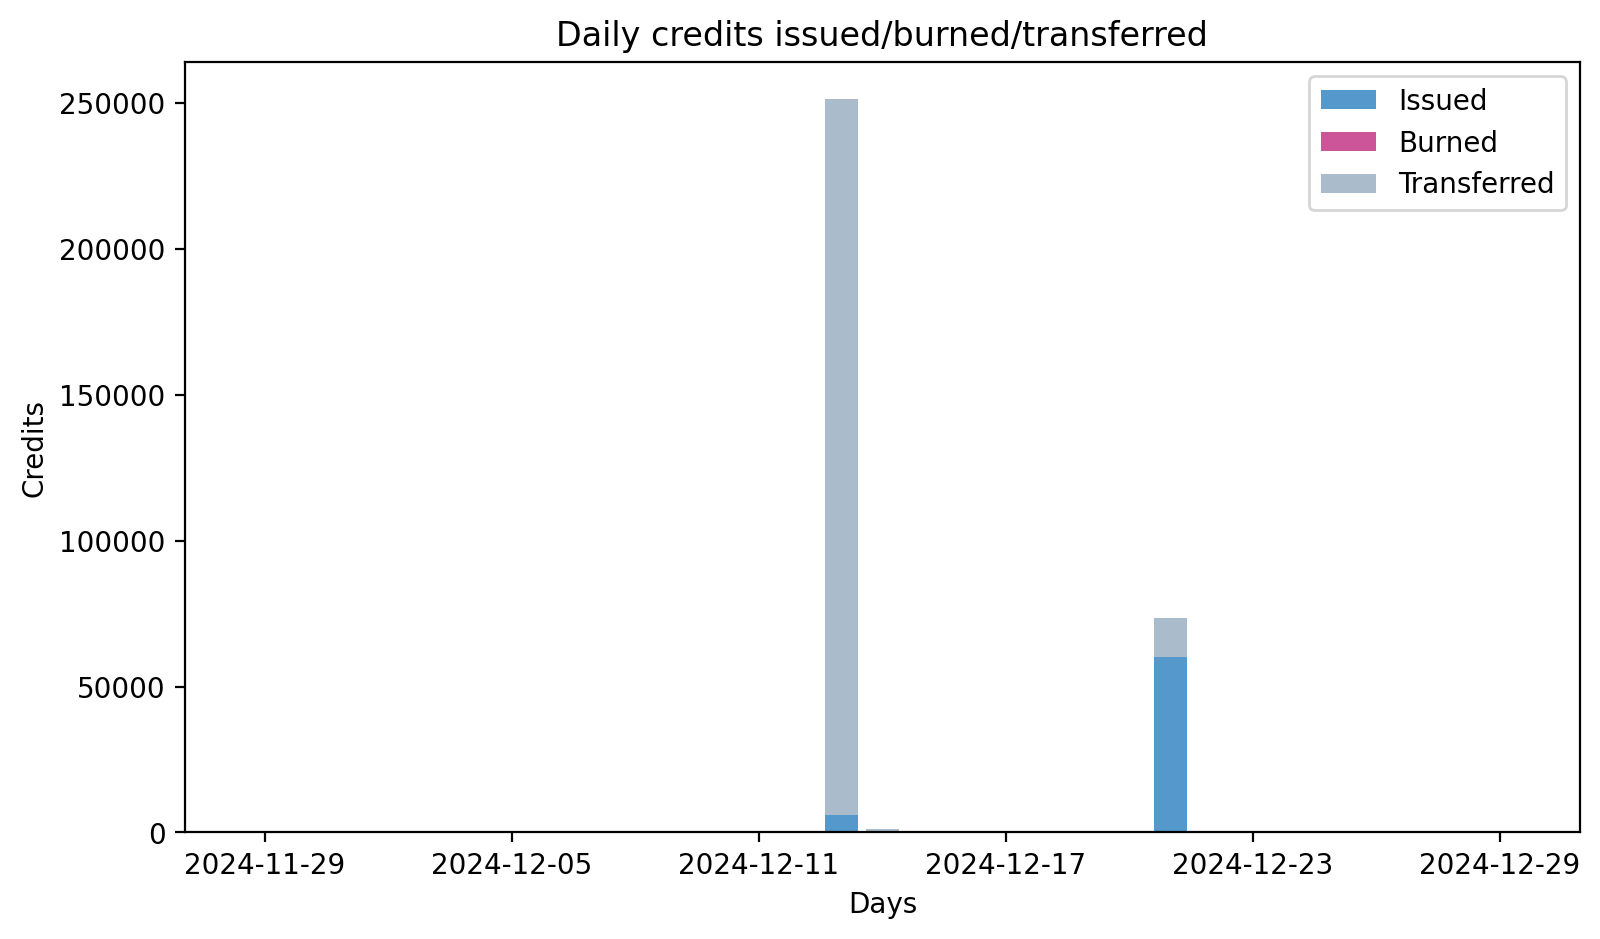 Daily credits issued/burned/transferred
Issued
Burned
Transferred
Credits
250000
200000
150000
100000
50000
0
2024-11-29 2024-12-05 2024-12-11 2024-12-17 2024-12-23 2024-12-29
Days